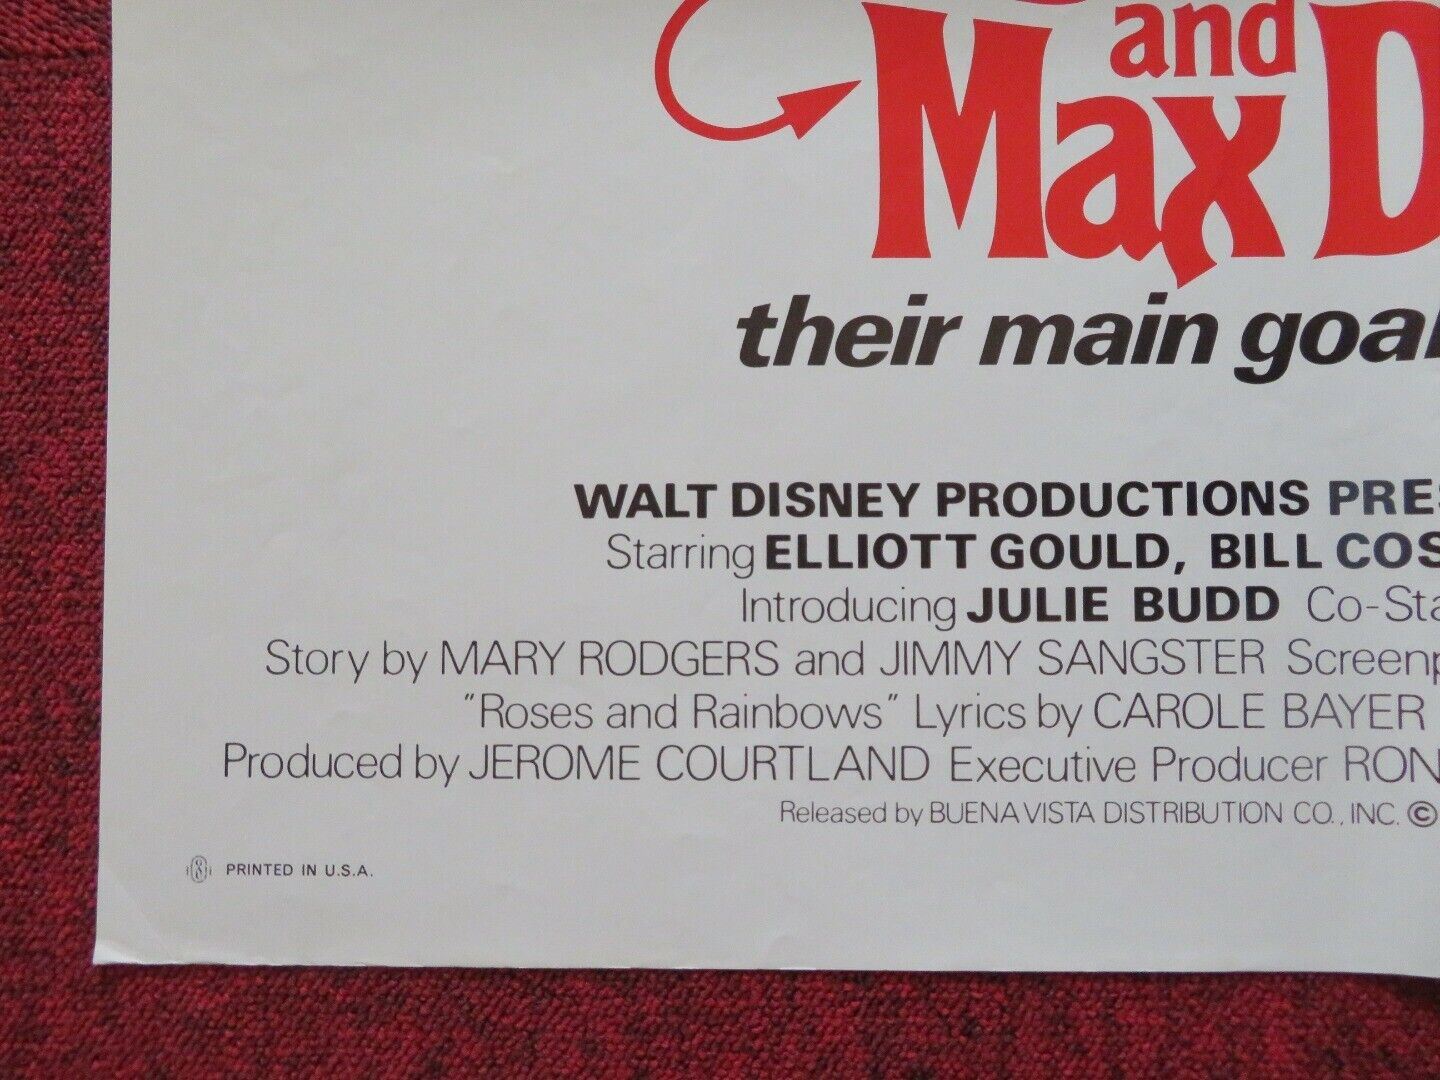 and
Max D
their main goal
WALT DISNEY PRODUCTIONS PRES
Starring ELLIOTT GOULD, BILL COS
Introducing JULIE BUDD Co-Sta
Story by MARY RODGERS and JIMMY SANGSTER Screenp
"Roses and Rainbows" Lyrics by CAROLE BAYER
Produced by JEROME COURTLAND Executive Producer RON
Released by BUENA VISTA DISTRIBUTION CO., INC. ©
PRINTED IN U.S.A.